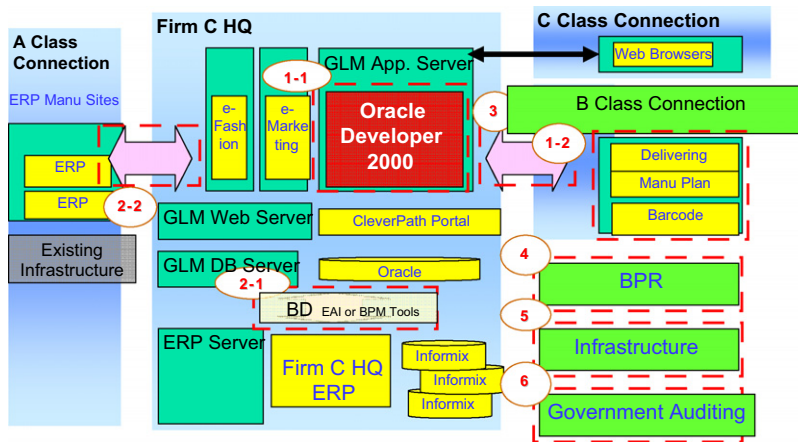 A Class
Connection
ERP Manu Sites
ERP
ERP
2-2
Existing
Infrastructure
Firm C HQ
1-1
GLM App. Server
e-
Fash
ion
e-
Marke
ting
Oracle
Developer
2000
GLM Web Server
CleverPath Portal
GLM DB Server
Oracle
2-1
BD EAI or BPM Tools
ERP Server
Firm C HQ
ERP
Informix
Informix
Informix
C Class Connection
Web Browsers
3
B Class Connection
1-2
Delivering
Manu Plan
Barcode
4
BPR
5
Infrastructure
6
Government Auditing